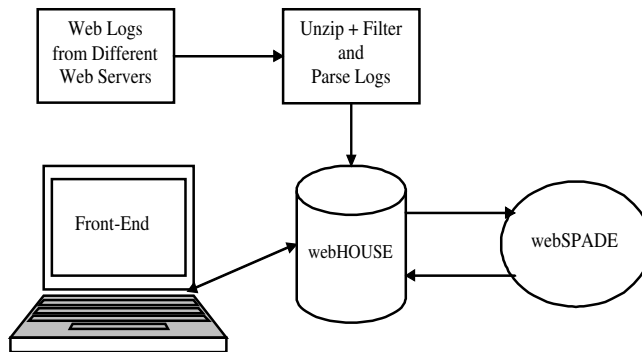 Web Logs
from Different
Web Servers
Unzip + Filter
and
Parse Logs
Front-End
webHOUSE
webSPADE